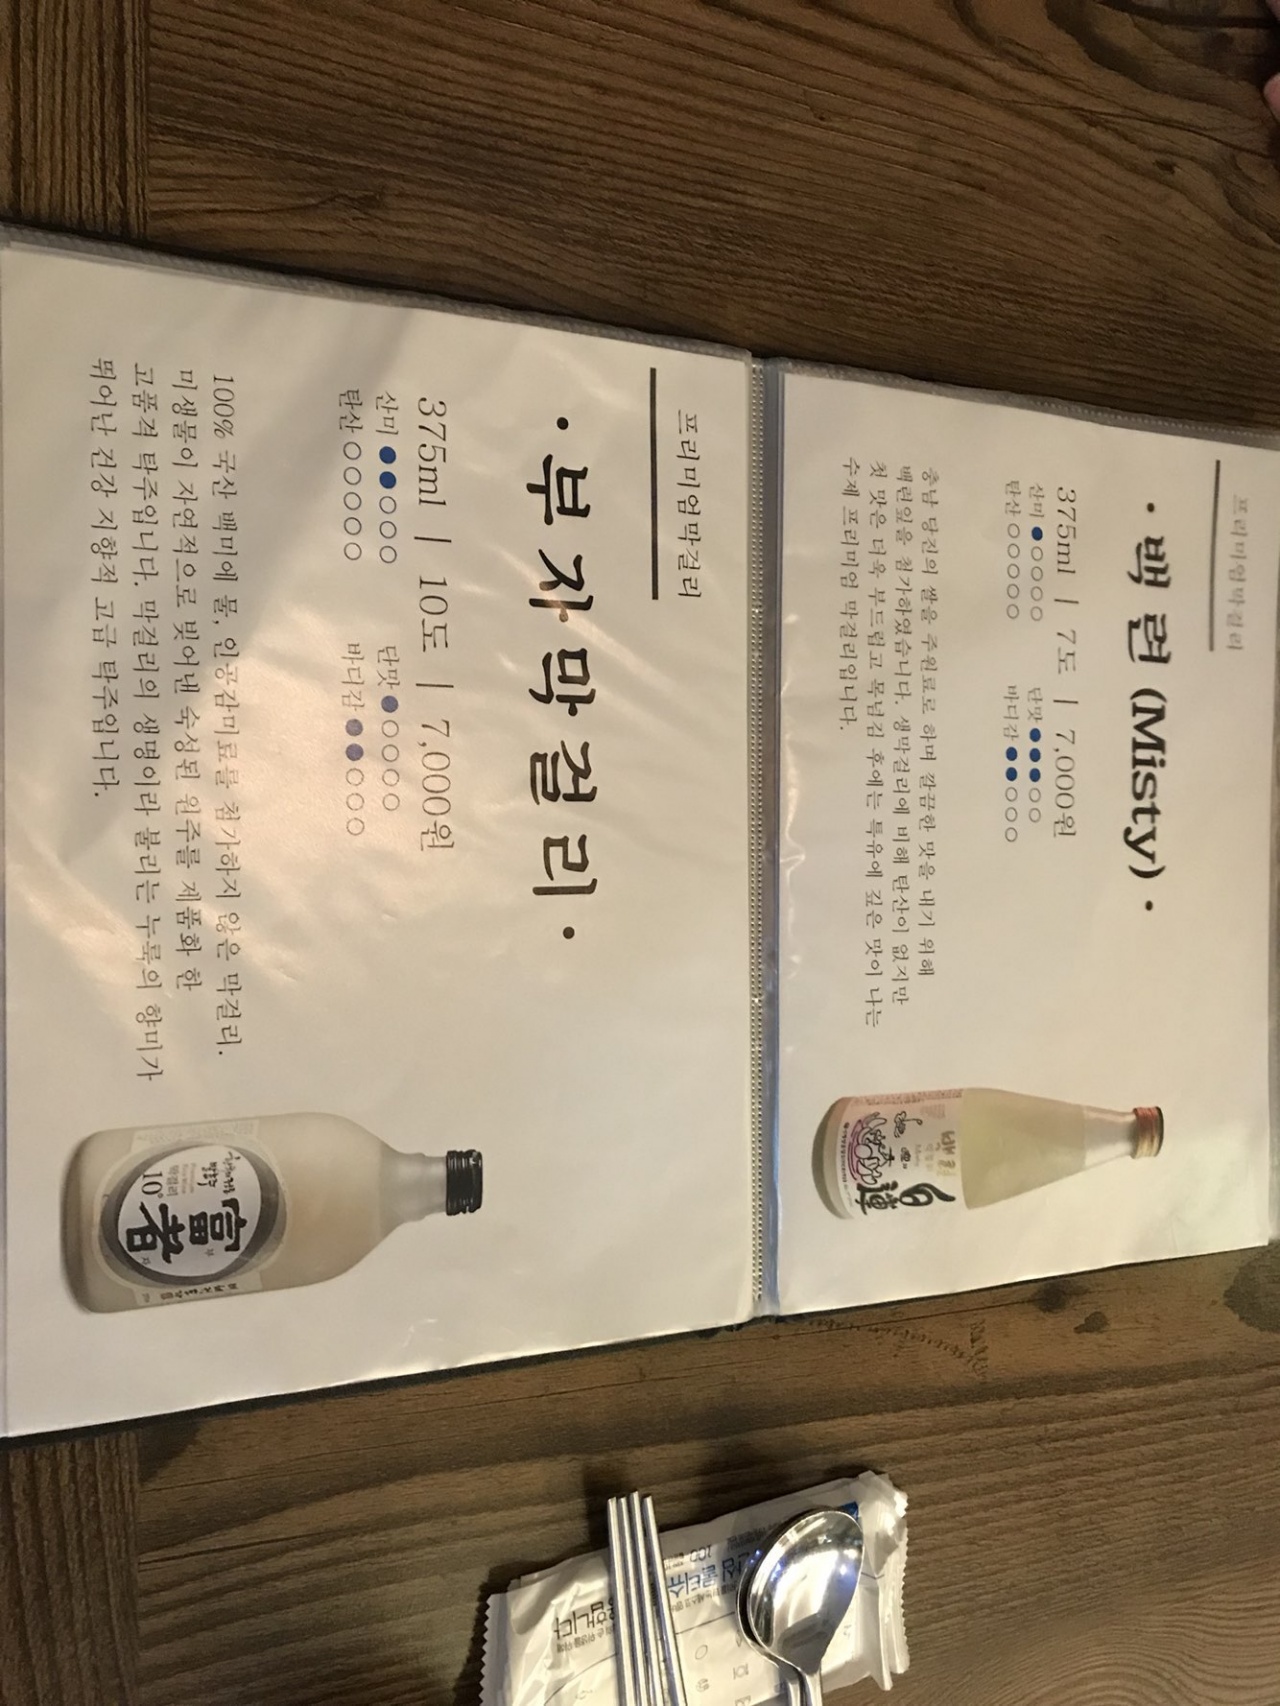 프리미엄막걸리
· 백 련 (Misty) ·
375ml | 7도 | 7,000원
산미 ●○○○○ 단맛 ●●●○○
탄산 ○○○○○ 바디감 ●●○○○
충남 당진의 쌀을 주원료로 하며 깔끔한 맛을 내기 위해
백련잎을 첨가하였습니다. 생막걸리에 비해 탄산이 없지만
첫 맛은 더욱 부드럽고 목넘김 후에는 특유에 깊은 맛이 나는
수제 프리미엄 막걸리입니다.
프리미엄막걸리
· 부자막걸리 ·
375ml | 10도 | 7,000원
산미 ●●○○○ 단맛 ●○○○○
탄산 ○○○○○ 바디감 ●●○○○
100% 국산 백미에 물, 인공감미료를 첨가하지 않은 막걸리.
미생물이 자연적으로 빚어낸 숙성된 원주를 제품화 한
고품격 탁주입니다. 막걸리의 생명이라 불리는 누룩의 향미가
뛰어난 건강 지향적 고급 탁주입니다.
白蓮
富者
부
자
막걸리
10°
물티슈